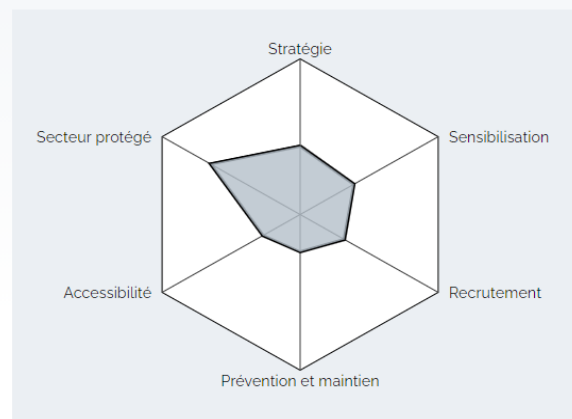 Stratégie
Secteur protégé
Sensibilisation
Accessibilité
Recrutement
Prévention et maintien